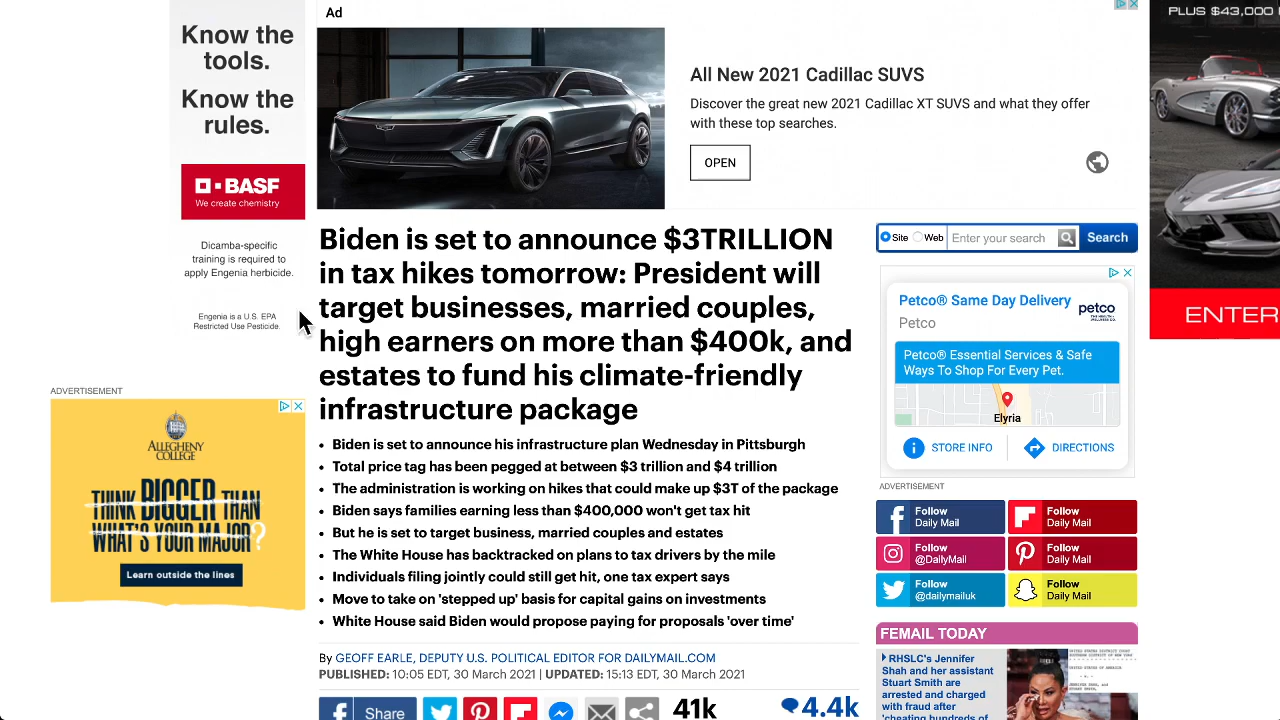 Know the
tools.
Know the
rules.
BASF
We create chemistry
Dicamba-specific
training is required to
apply Engenia herbicide.
Engenia is a U.S. EPA
Restricted Use Pesticide.
ADVERTISEMENT
ALLEGHENY
COLLEGE
THINK BIGGER THAN
WHAT'S YOUR MAJOR?
Learn outside the lines
Ad
All New 2021 Cadillac SUVS
Discover the great new 2021 Cadillac XT SUVS and what they offer
with these top searches.
OPEN
PLUS $43,000
ENTER
Biden is set to announce $3TRILLION
in tax hikes tomorrow: President will
target businesses, married couples,
high earners on more than $400k, and
estates to fund his climate-friendly
infrastructure package
• Biden is set to announce his infrastructure plan Wednesday in Pittsburgh
• Total price tag has been pegged at between $3 trillion and $4 trillion
• The administration is working on hikes that could make up $3T of the package
• Biden says families earning less than $400,000 won't get tax hit
• But he is set to target business, married couples and estates
• The White House has backtracked on plans to tax drivers by the mile
• Individuals filing jointly could still get hit, one tax expert says
• Move to take on 'stepped up' basis for capital gains on investments
• White House said Biden would propose paying for proposals 'over time'
By GEOFF EARLE, DEPUTY U.S. POLITICAL EDITOR FOR DAILYMAIL.COM
PUBLISHED: 10:05 EDT, 30 March 2021 | UPDATED: 15:13 EDT, 30 March 2021
Share
41k
4.4k
Site Web Enter your search Search
Petco® Same Day Delivery
Petco
petco
Petco® Essential Services & Safe
Ways To Shop For Every Pet.
Elyria
STORE INFO
DIRECTIONS
ADVERTISEMENT
Follow
Daily Mail
Follow
Daily Mail
Follow
@DailyMail
Follow
Daily Mail
Follow
@dailymailuk
Follow
Daily Mail
FEMAIL TODAY
RHSLC's Jennifer
Shah and her assistant
Stuart Smith are
arrested and charged
with fraud after
'cheating hundreds of